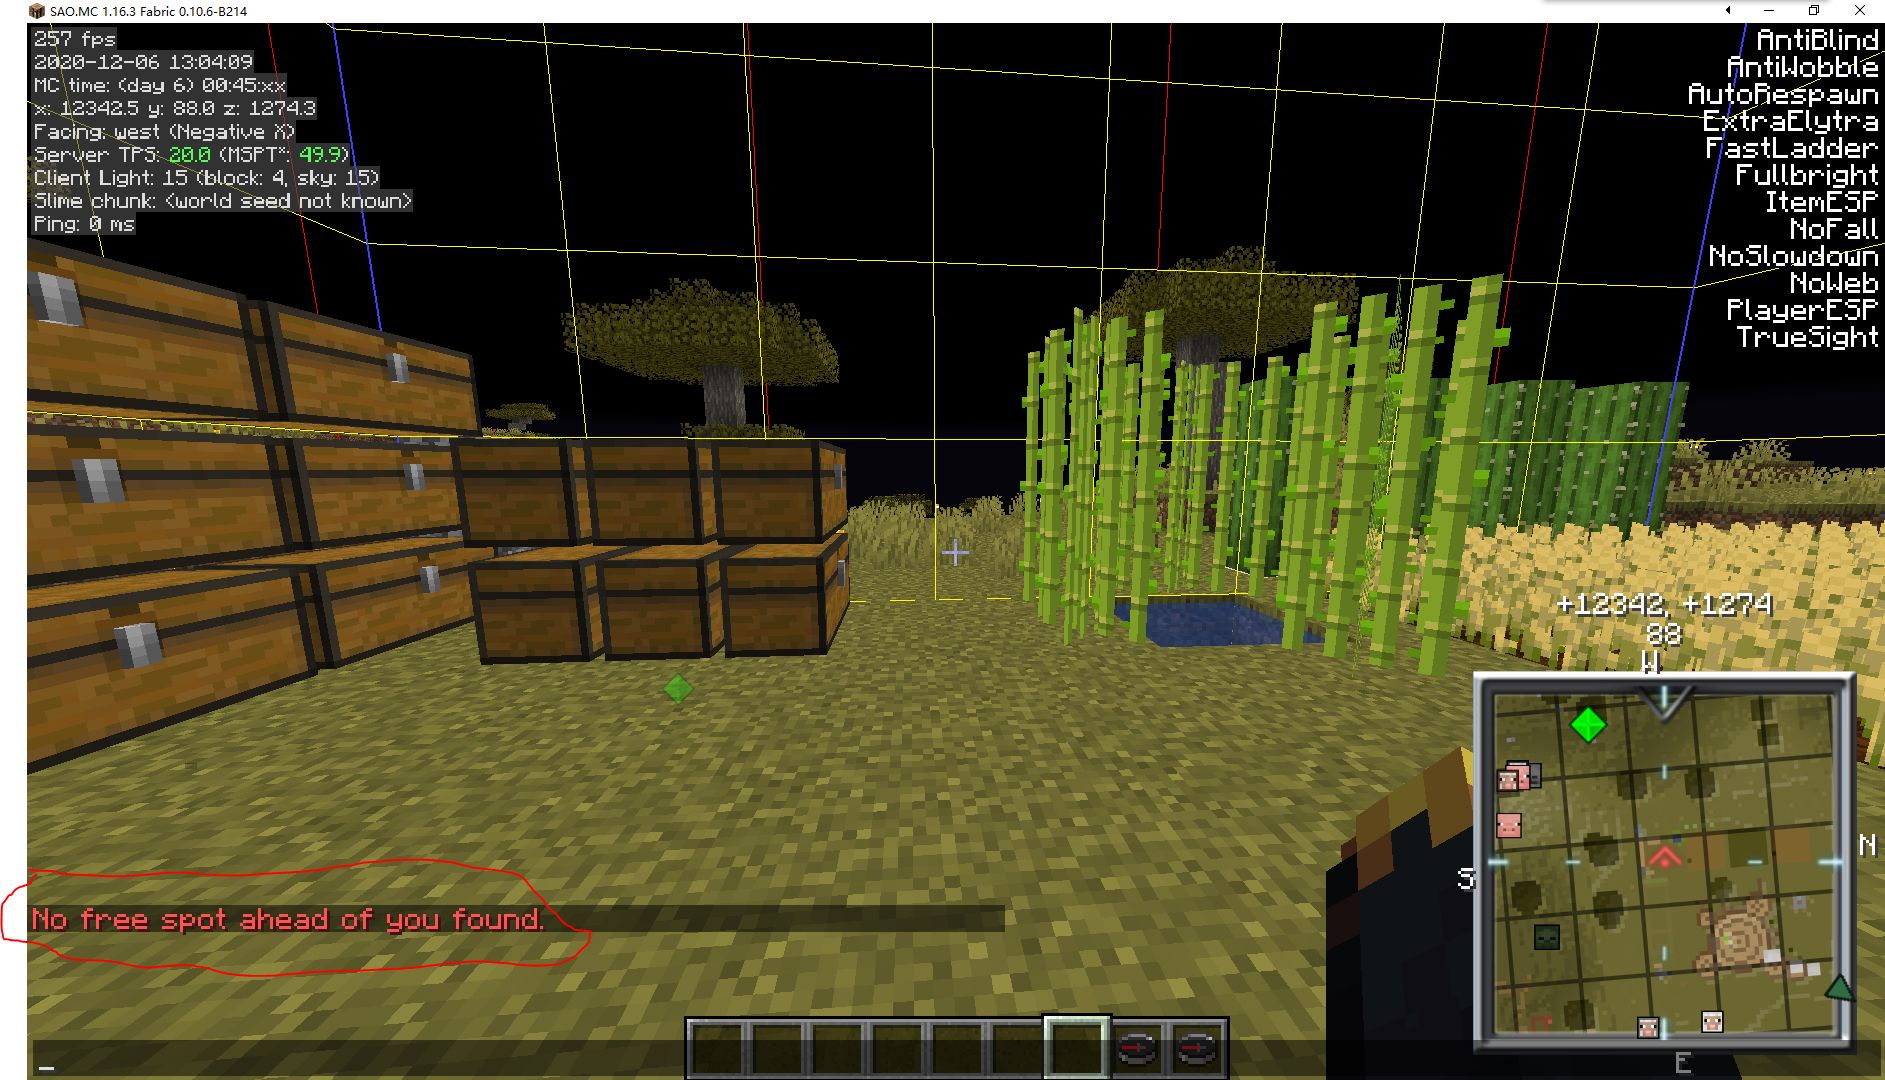 SAO.MC 1.16.3 Fabric 0.10.6-B214
257 fps
2020-12-06 13:04:09
MC time: (day 6) 00:45:xx
x: 12342.5 y: 88.0 z: 1274.3
Facing: west (Negative X)
Server TPS: 20.0 (MSPT*: 49.9)
Client Light: 15 (block: 4, sky: 15)
Slime chunk: <world seed not known>
Ping: 0 ms
AntiBlind
AntiWobble
AutoRespawn
ExtraElytra
FastLadder
Fullbright
ItemESP
NoFall
NoSlowdown
NoWeb
PlayerESP
TrueSight
+12342, +1274
88
W
N
S
E
No free spot ahead of you found.
_